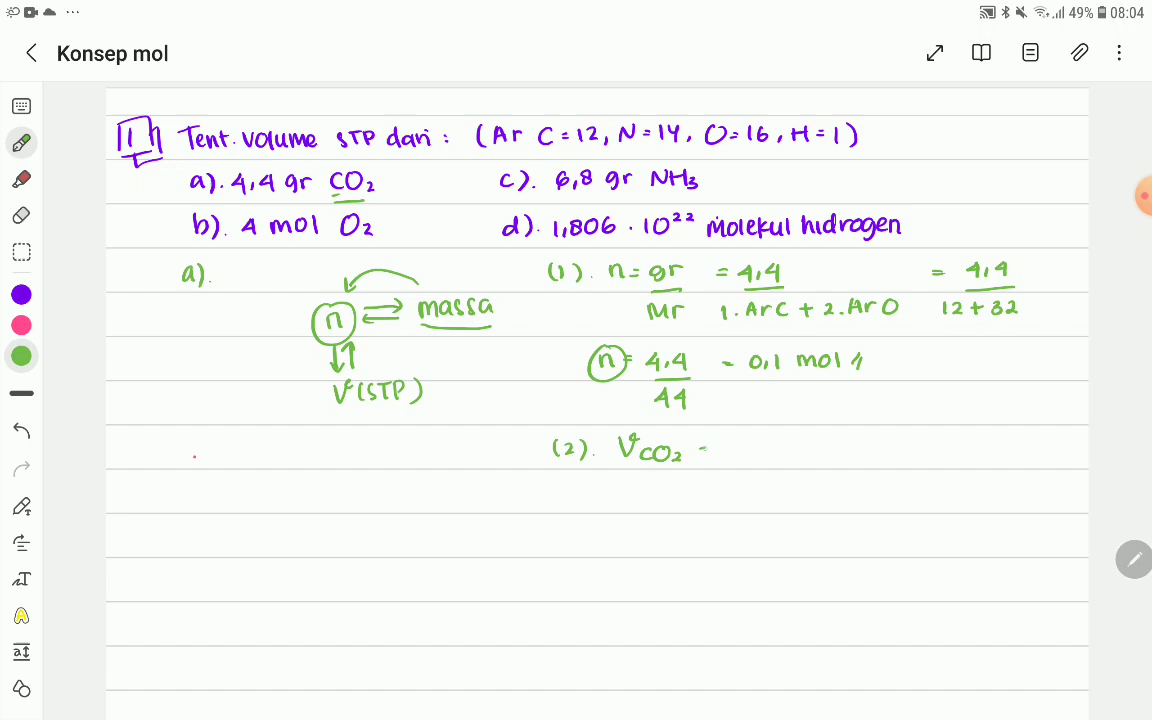 49% 08:04
Konsep mol
1 Tent. volume STP dari : (Ar C = 12, N = 14, O = 16, H = 1)
a). 4,4 gr CO₂ c). 6,8 gr NH₃
b). 4 mol O₂ d). 1,806 . 10²² molekul hidrogen
a).
n ⇌ massa
V (STP)
(1). n = gr/Mr = 4,4/1. Ar C + 2. Ar O = 4,4/12 + 32
n = 4,4/44 = 0,1 mol //
(2). V CO₂ =